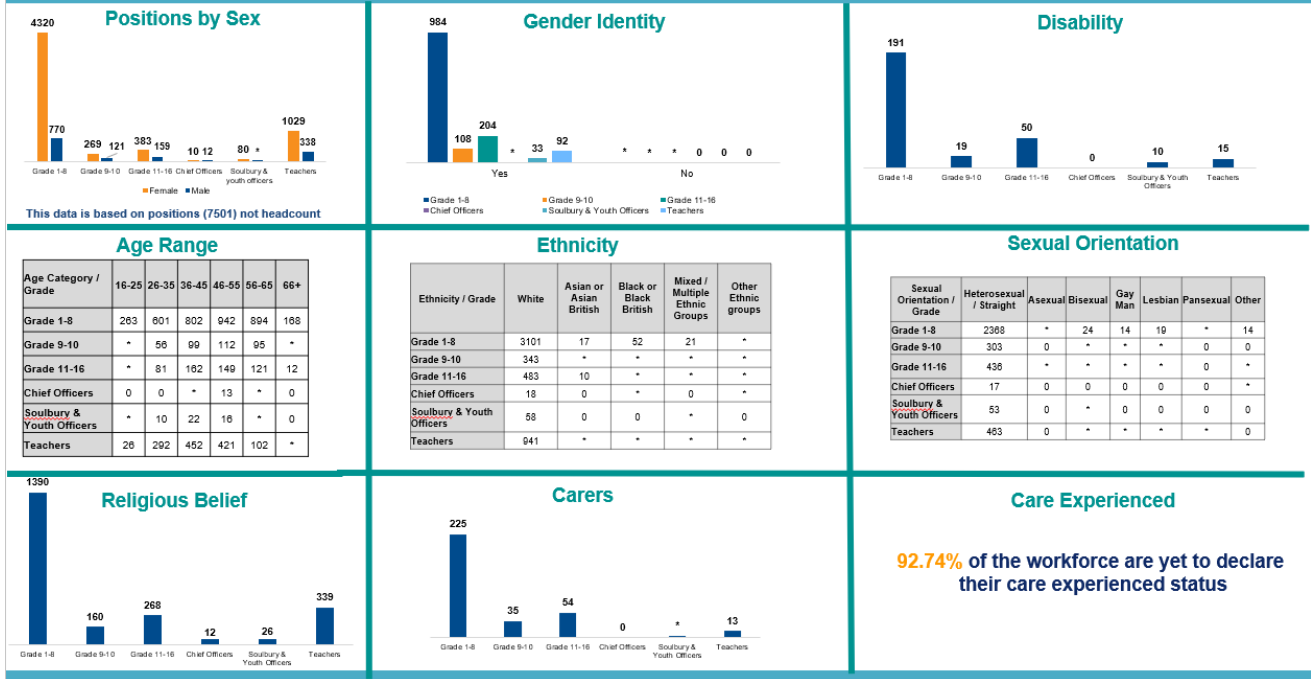 Positions by Sex
4320
770
269
121
383
159
10 12
80 *
1029
338
Grade 1-8 Grade 9-10 Grade 11-16 Chief Officers Soulbury & youth officers Teachers
Female Male
This data is based on positions (7501) not headcount
Gender Identity
984
108
204
*
33
92
* * * 0 0 0
Yes No
Grade 1-8 Grade 9-10 Grade 11-16
Chief Officers Soulbury & Youth Officers Teachers
Disability
191
19
50
0
10
15
Grade 1-8 Grade 9-10 Grade 11-16 Chief Officers Soulbury & Youth Officers Teachers
Age Range
Age Category / Grade 16-25 26-35 36-45 46-55 56-65 66+
Grade 1-8 263 601 802 942 894 168
Grade 9-10 * 56 99 112 95 *
Grade 11-16 * 81 162 149 121 12
Chief Officers 0 0 * 13 * 0
Soulbury & Youth Officers * 10 22 16 * 0
Teachers 26 292 452 421 102 *
Ethnicity
Ethnicity / Grade White Asian or Asian British Black or Black British Mixed / Multiple Ethnic Groups Other Ethnic groups
Grade 1-8 3101 17 52 21 *
Grade 9-10 343 * * * *
Grade 11-16 483 10 * * *
Chief Officers 18 0 * 0 *
Soulbury & Youth Officers 58 0 0 * 0
Teachers 941 * * * *
Sexual Orientation
Sexual Orientation / Grade Heterosexual / Straight Asexual Bisexual Gay Man Lesbian Pansexual Other
Grade 1-8 2368 * 24 14 19 * 14
Grade 9-10 303 0 * * * 0 0
Grade 11-16 436 * * * * 0 *
Chief Officers 17 0 0 0 0 0 *
Soulbury & Youth Officers 53 0 * 0 0 0 0
Teachers 463 0 * * * * 0
Religious Belief
1390
160
268
12
26
339
Grade 1-8 Grade 9-10 Grade 11-16 Chief Officers Soulbury & Youth Officers Teachers
Carers
225
35
54
0
*
13
Grade 1-8 Grade 9-10 Grade 11-16 Chief Officers Soulbury & Youth Officers Teachers
Care Experienced
92.74% of the workforce are yet to declare
their care experienced status